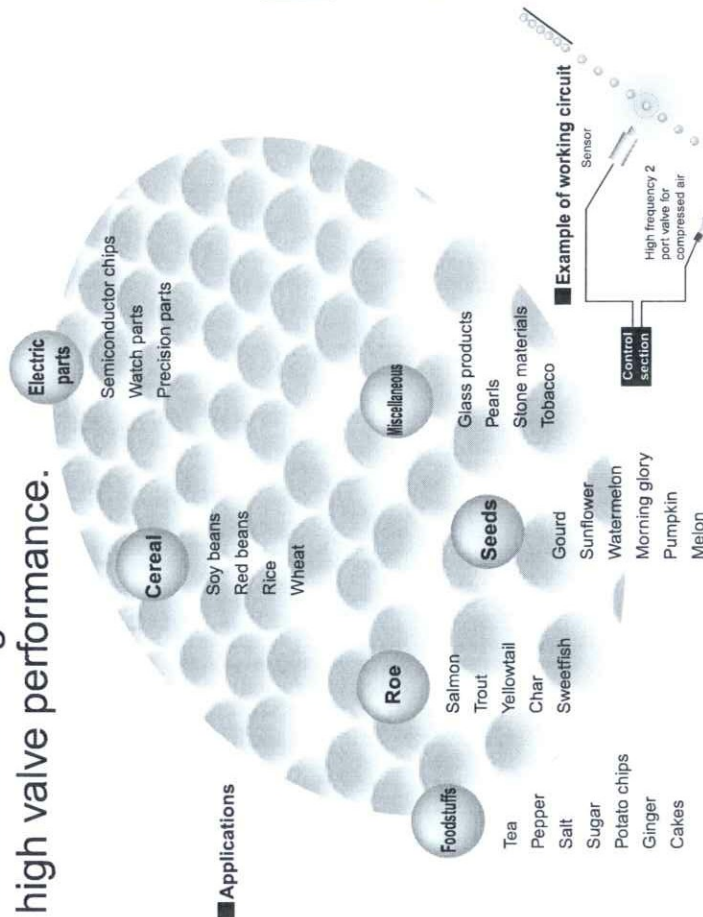 high valve performance.
■Applications
Foodstuffs
Tea
Pepper
Salt
Sugar
Potato chips
Ginger
Cakes
Roe
Salmon
Trout
Yellowtail
Char
Sweetfish
Cereal
Soy beans
Red beans
Rice
Wheat
Seeds
Gourd
Sunflower
Watermelon
Morning glory
Pumpkin
Melon
Electric
parts
Semiconductor chips
Watch parts
Precision parts
Miscellaneous
Glass products
Pearls
Stone materials
Tobacco
■Example of working circuit
Sensor
High frequency 2
port valve for
compressed air
Control
section